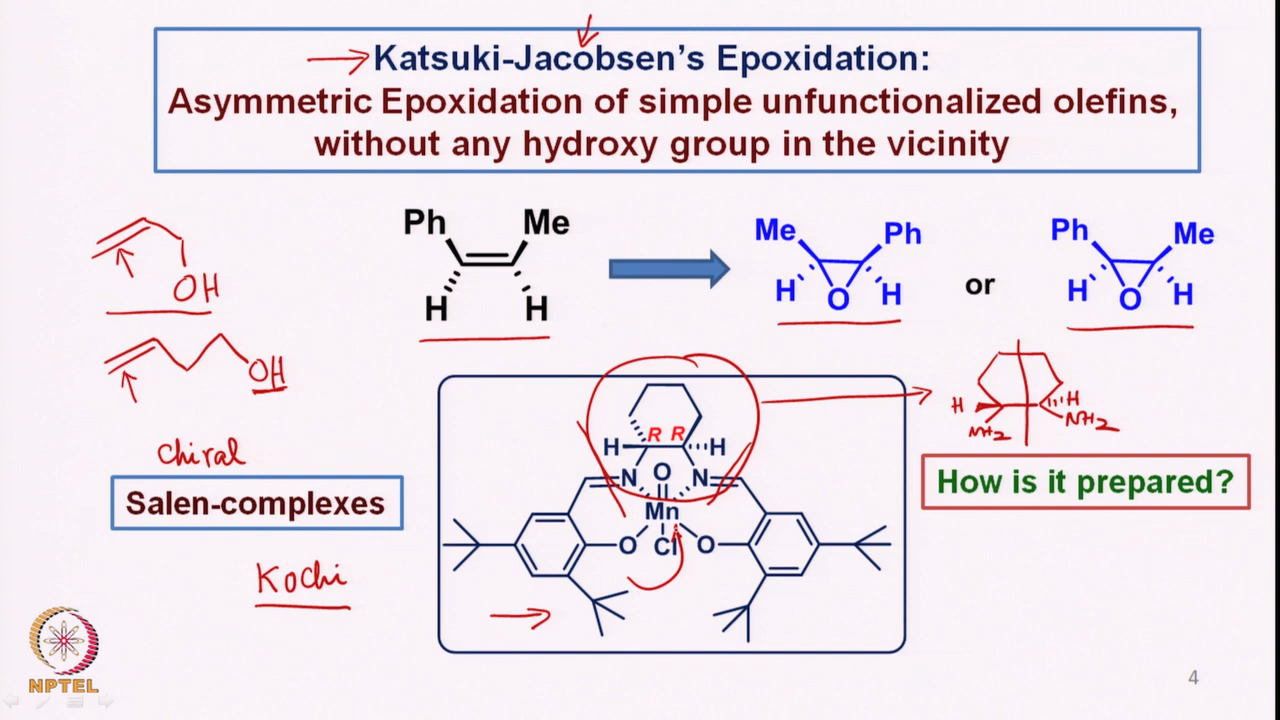 Katsuki-Jacobsen's Epoxidation:
Asymmetric Epoxidation of simple unfunctionalized olefins,
without any hydroxy group in the vicinity
OH
OH
Ph Me
H H
Me Ph
H O H
or
Ph Me
H O H
chiral
Salen-complexes
Kochi
H R R H
N O N
Mn
O Cl O
H H
NH2 NH2
How is it prepared?
NPTEL
4